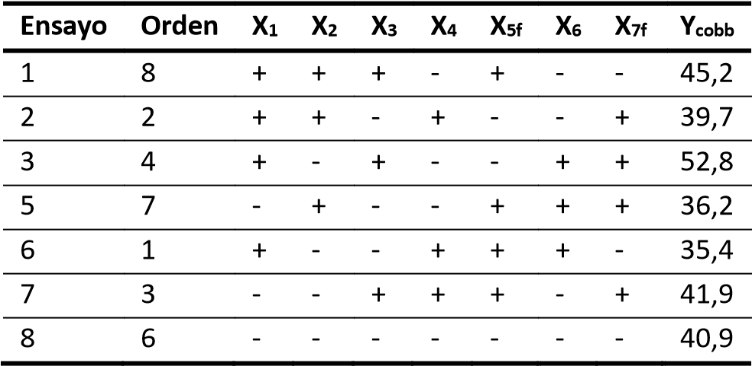 Ensayo Orden X1 X2 X3 X4 X5f X6 X7f Ycobb
1 8 + + + - + - - 45,2
2 2 + + - + - - + 39,7
3 4 + - + - - + + 52,8
5 7 - + - - + + + 36,2
6 1 + - - + + + - 35,4
7 3 - - + + + - + 41,9
8 6 - - - - - - - 40,9